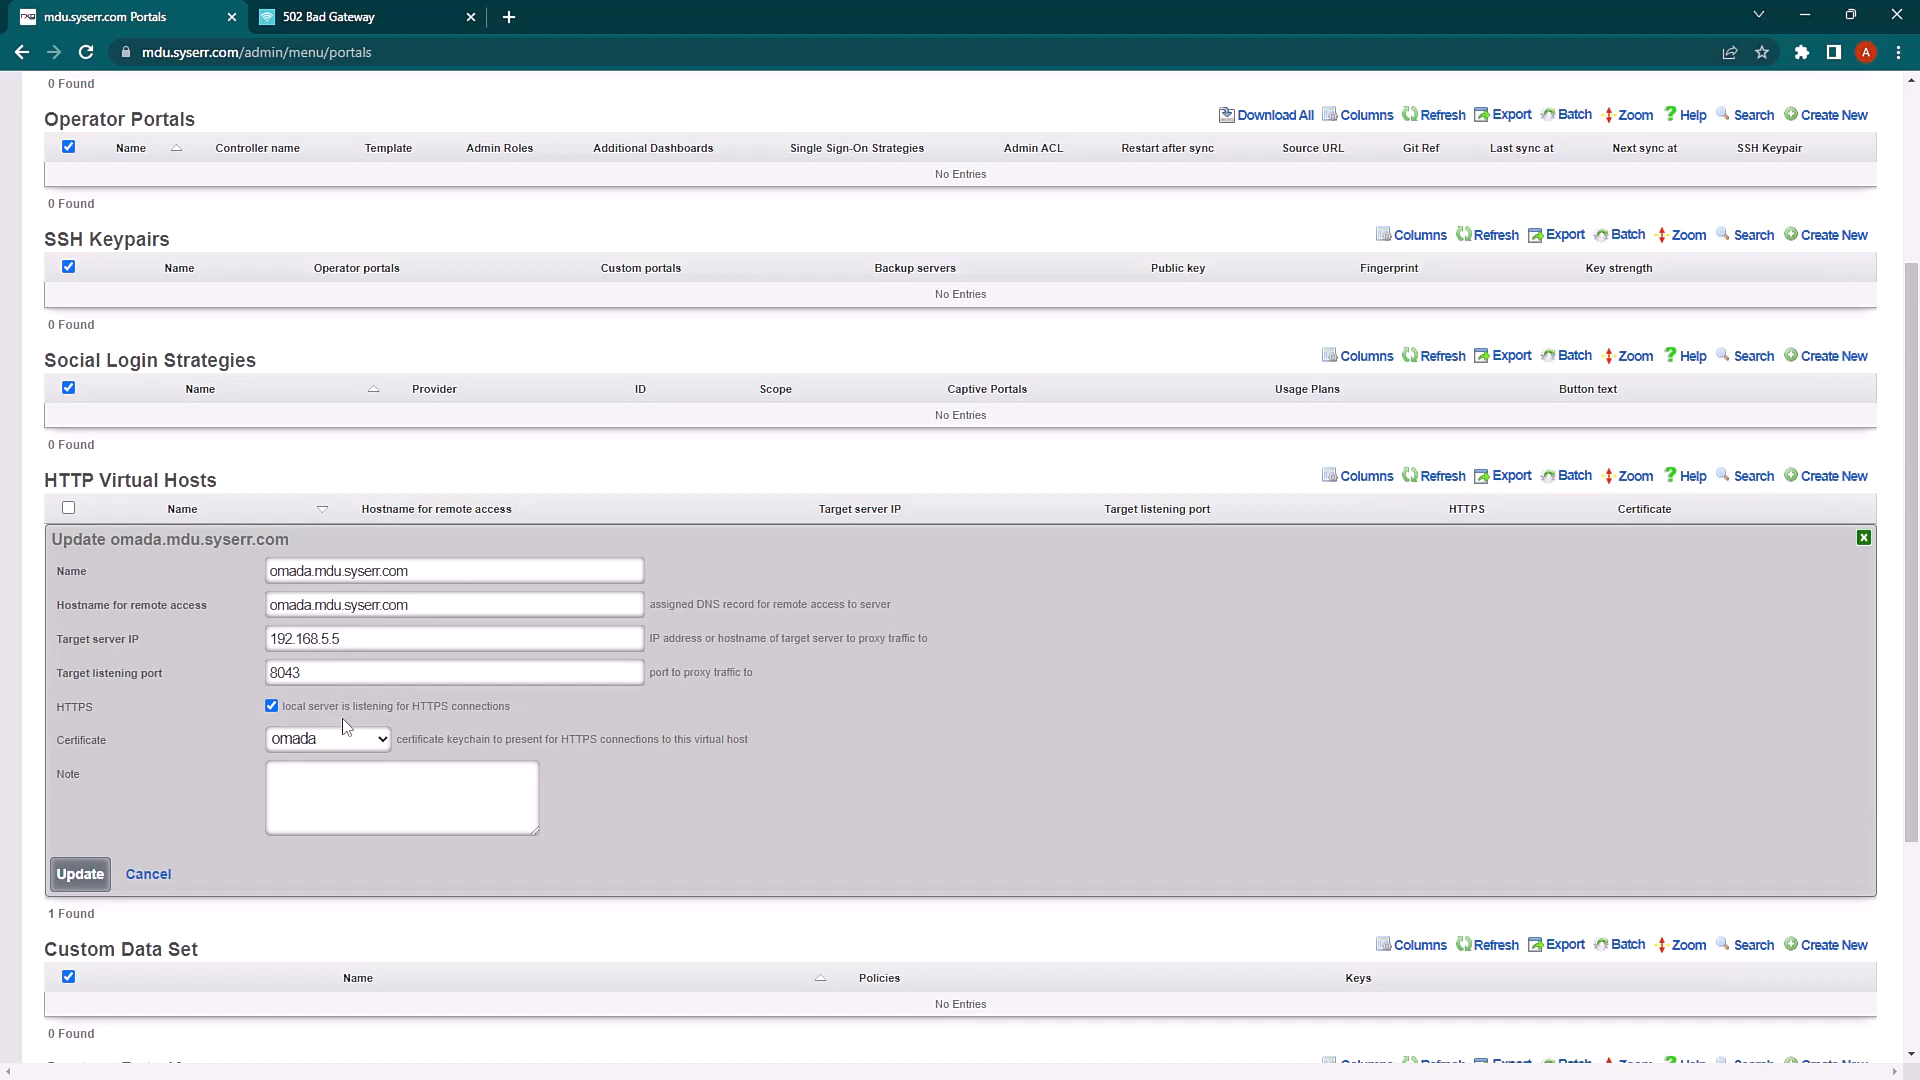 mdu.syserr.com Portals
502 Bad Gateway
mdu.syserr.com/admin/menu/portals
A
0 Found
Operator Portals
Download All Columns Refresh Export Batch Zoom Help Search Create New
Name Controller name Template Admin Roles Additional Dashboards Single Sign-On Strategies Admin ACL Restart after sync Source URL Git Ref Last sync at Next sync at SSH Keypair
No Entries
0 Found
SSH Keypairs
Columns Refresh Export Batch Zoom Search Create New
Name Operator portals Custom portals Backup servers Public key Fingerprint Key strength
No Entries
0 Found
Social Login Strategies
Columns Refresh Export Batch Zoom Help Search Create New
Name Provider ID Scope Captive Portals Usage Plans Button text
No Entries
0 Found
HTTP Virtual Hosts
Columns Refresh Export Batch Zoom Help Search Create New
Name Hostname for remote access Target server IP Target listening port HTTPS Certificate
Update omada.mdu.syserr.com
Name omada.mdu.syserr.com
Hostname for remote access omada.mdu.syserr.com assigned DNS record for remote access to server
Target server IP 192.168.5.5 IP address or hostname of target server to proxy traffic to
Target listening port 8043 port to proxy traffic to
HTTPS local server is listening for HTTPS connections
Certificate omada certificate keychain to present for HTTPS connections to this virtual host
Note
Update Cancel
1 Found
Custom Data Set
Columns Refresh Export Batch Zoom Search Create New
Name Policies Keys
No Entries
0 Found